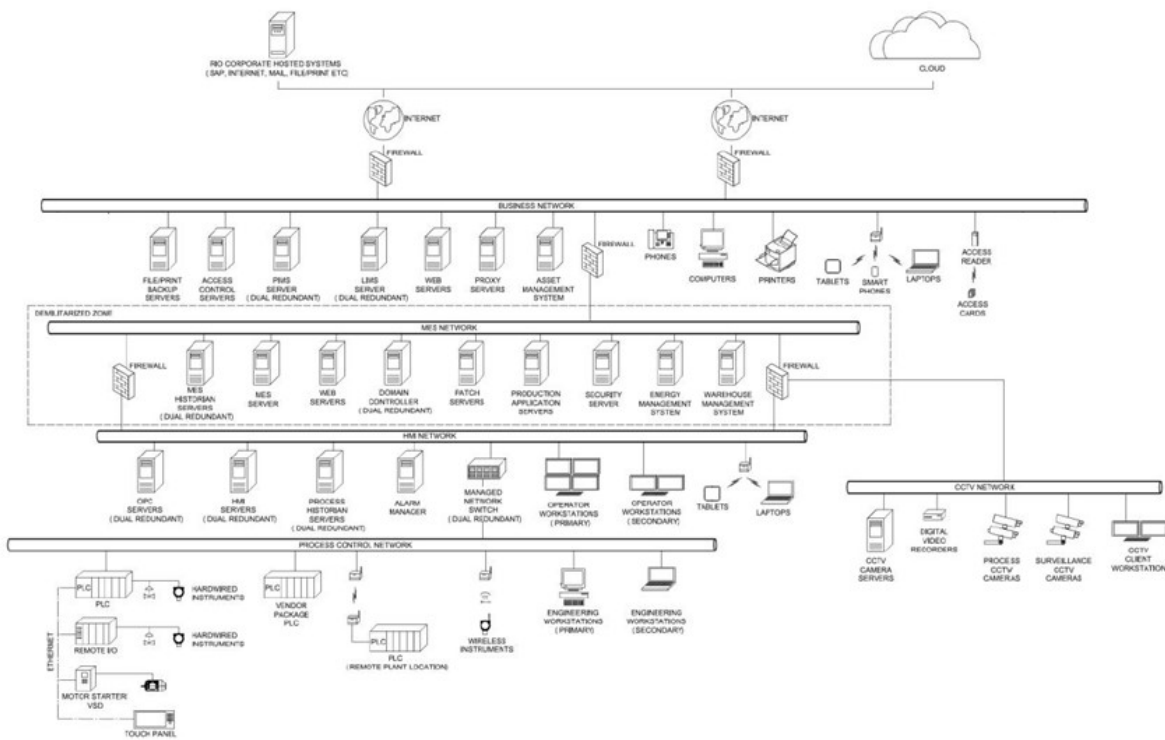 RIO CORPORATE HOSTED SYSTEMS
( SAP, INTERNET, MAIL, FILE/PRINT ETC)
CLOUD
INTERNET
INTERNET
FIREWALL
FIREWALL
BUSINESS NETWORK
FILE/PRINT
BACKUP
SERVERS
ACCESS
CONTROL
SERVERS
PIMS
SERVER
( DUAL REDUNDANT)
LIMS
SERVER
( DUAL REDUNDANT)
WEB
SERVERS
PROXY
SERVERS
ASSET
MANAGEMENT
SYSTEM
FIREWALL
PHONES
COMPUTERS
PRINTERS
TABLETS
SMART
PHONES
LAPTOPS
ACCESS
READER
ACCESS
CARDS
DEMILITARIZED ZONE
MES NETWORK
FIREWALL
MES
HISTORIAN
SERVERS
( DUAL REDUNDANT)
MES
SERVER
WEB
SERVERS
DOMAIN
CONTROLLER
( DUAL REDUNDANT)
PATCH
SERVERS
PRODUCTION
APPLICATION
SERVERS
SECURITY
SERVER
ENERGY
MANAGEMENT
SYSTEM
WAREHOUSE
MANAGEMENT
SYSTEM
FIREWALL
HMI NETWORK
OPC
SERVERS
( DUAL REDUNDANT)
HMI
SERVERS
( DUAL REDUNDANT)
PROCESS
HISTORIAN
SERVERS
( DUAL REDUNDANT)
ALARM
MANAGER
MANAGED
NETWORK
SWITCH
( DUAL REDUNDANT)
OPERATOR
WORKSTATIONS
(PRIMARY)
OPERATOR
WORKSTATIONS
(SECONDARY)
TABLETS
LAPTOPS
CCTV NETWORK
CCTV
CAMERA
SERVERS
DIGITAL
VIDEO
RECORDERS
PROCESS
CCTV
CAMERAS
SURVEILLANCE
CCTV
CAMERAS
CCTV
CLIENT
WORKSTATION
PROCESS CONTROL NETWORK
PLC
PLC
HARDWIRED
INSTRUMENTS
PLC
VENDOR
PACKAGE
PLC
PLC
PLC
( REMOTE PLANT LOCATION)
WIRELESS
INSTRUMENTS
ENGINEERING
WORKSTATIONS
( PRIMARY)
ENGINEERING
WORKSTATIONS
(SECONDARY)
ETHERNET
REMOTE I/O
HARDWIRED
INSTRUMENTS
MOTOR STARTER/
VSD
TOUCH PANEL